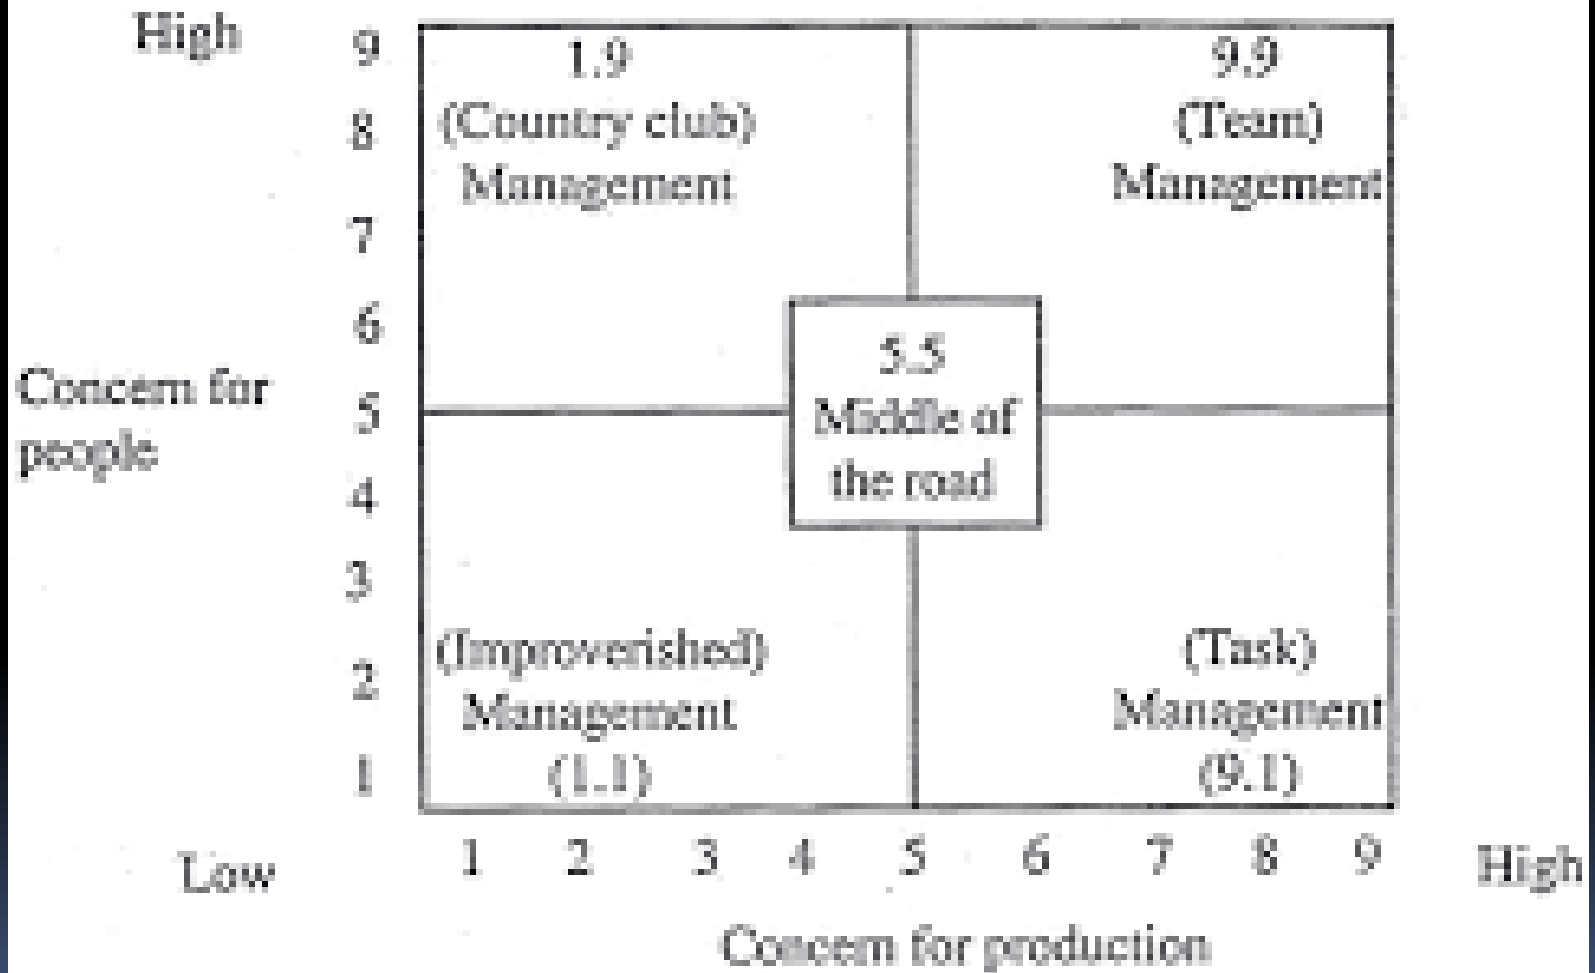 High
9
1.9
9.9
8
(Country club)
(Team)
Management
Management
7
6
5.5
Concern for
5
Middle of
people
4
the road
3
(Improverished)
(Task)
2
Management
Management
1
(1.1)
(9.1)
Low
1 2 3 4 5 6 7 8 9
High
Concern for production